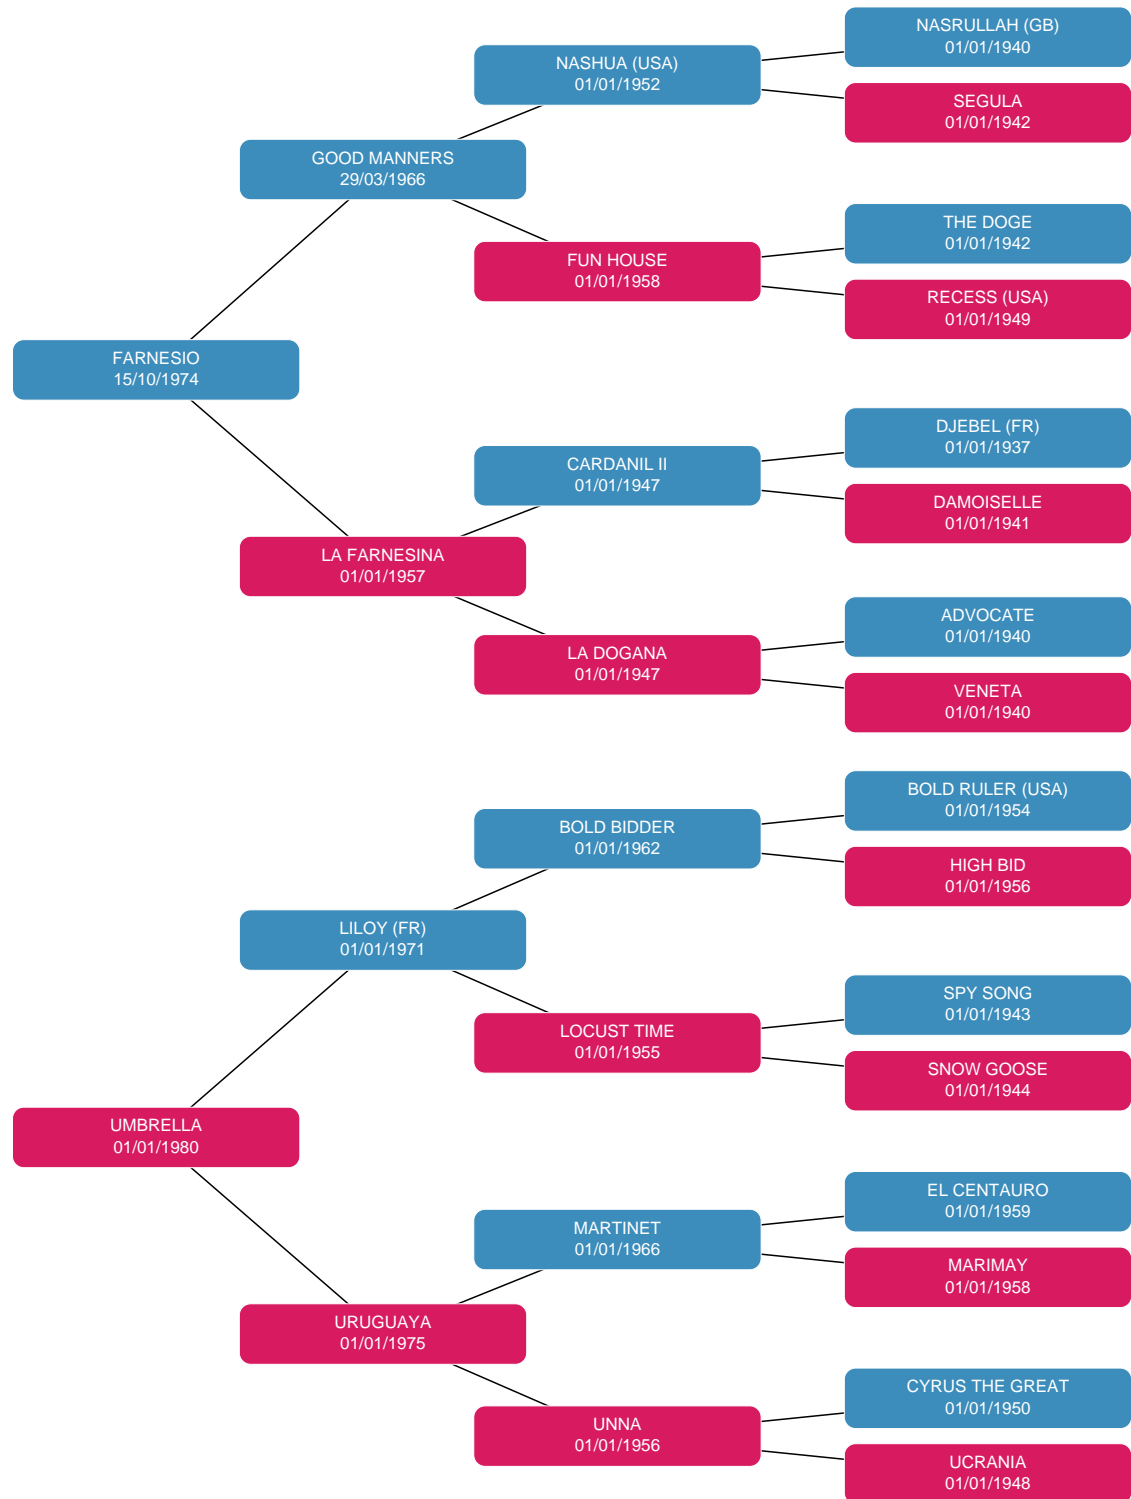 NASRULLAH (GB)
01/01/1940
NASHUA (USA)
01/01/1952
SEGULA
01/01/1942
GOOD MANNERS
29/03/1966
THE DOGE
01/01/1942
FUN HOUSE
01/01/1958
RECESS (USA)
01/01/1949
FARNESIO
15/10/1974
DJEBEL (FR)
01/01/1937
CARDANIL II
01/01/1947
DAMOISELLE
01/01/1941
LA FARNESINA
01/01/1957
ADVOCATE
01/01/1940
LA DOGANA
01/01/1947
VENETA
01/01/1940
BOLD RULER (USA)
01/01/1954
BOLD BIDDER
01/01/1962
HIGH BID
01/01/1956
LILOY (FR)
01/01/1971
SPY SONG
01/01/1943
LOCUST TIME
01/01/1955
SNOW GOOSE
01/01/1944
UMBRELLA
01/01/1980
EL CENTAURO
01/01/1959
MARTINET
01/01/1966
MARIMAY
01/01/1958
URUGUAYA
01/01/1975
CYRUS THE GREAT
01/01/1950
UNNA
01/01/1956
UCRANIA
01/01/1948